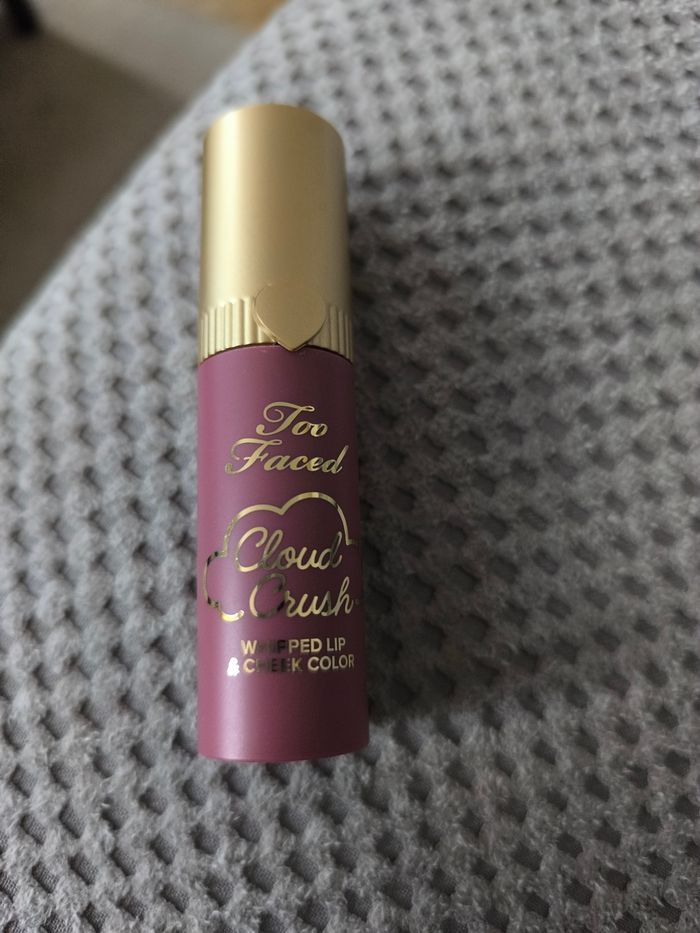 Too
Faced
Cloud
Crush
WHIPPED LIP
& CHEEK COLOR